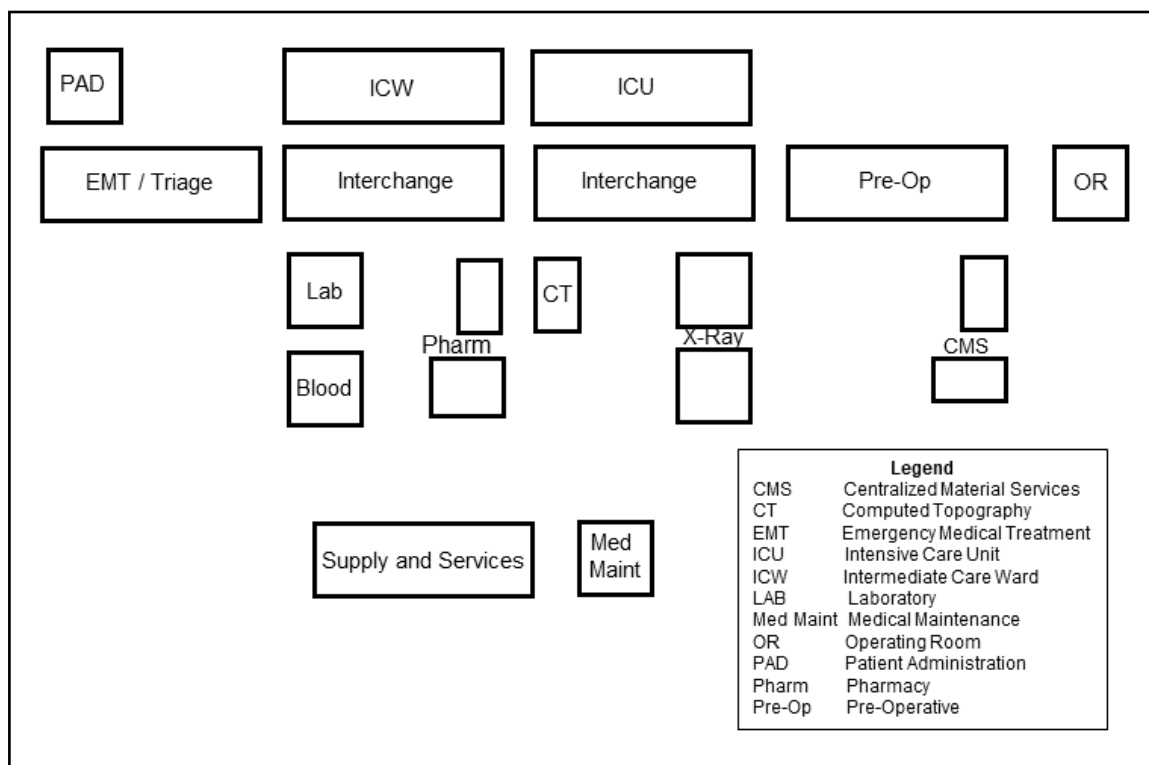 PAD
ICW
ICU
EMT / Triage
Interchange
Interchange
Pre-Op
OR
Lab
CT
Pharm
X-Ray
CMS
Blood
Supply and Services
Med
Maint
Legend
CMS Centralized Material Services
CT Computed Topography
EMT Emergency Medical Treatment
ICU Intensive Care Unit
ICW Intermediate Care Ward
LAB Laboratory
Med Maint Medical Maintenance
OR Operating Room
PAD Patient Administration
Pharm Pharmacy
Pre-Op Pre-Operative